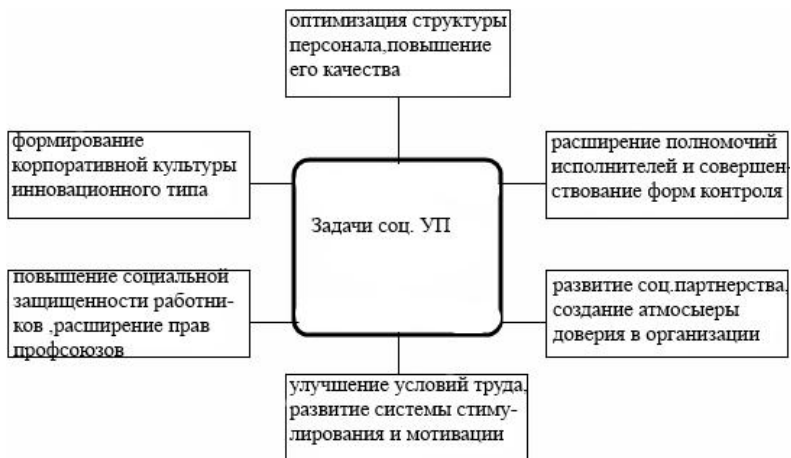 оптимизация структуры
персонала,повышение
его качества
формирование
корпоративной культуры
инновационного типа
расширение полномочий
исполнителей и совершен-
ствование форм контроля
Задачи соц. УП
повышение социальной
защищенности работни-
ков .расширение прав
профсоюзов
развитие соц.партнерства,
создание атмосыеры
доверия в организации
улучшение условий труда,
развитие системы стиму-
лирования и мотивации